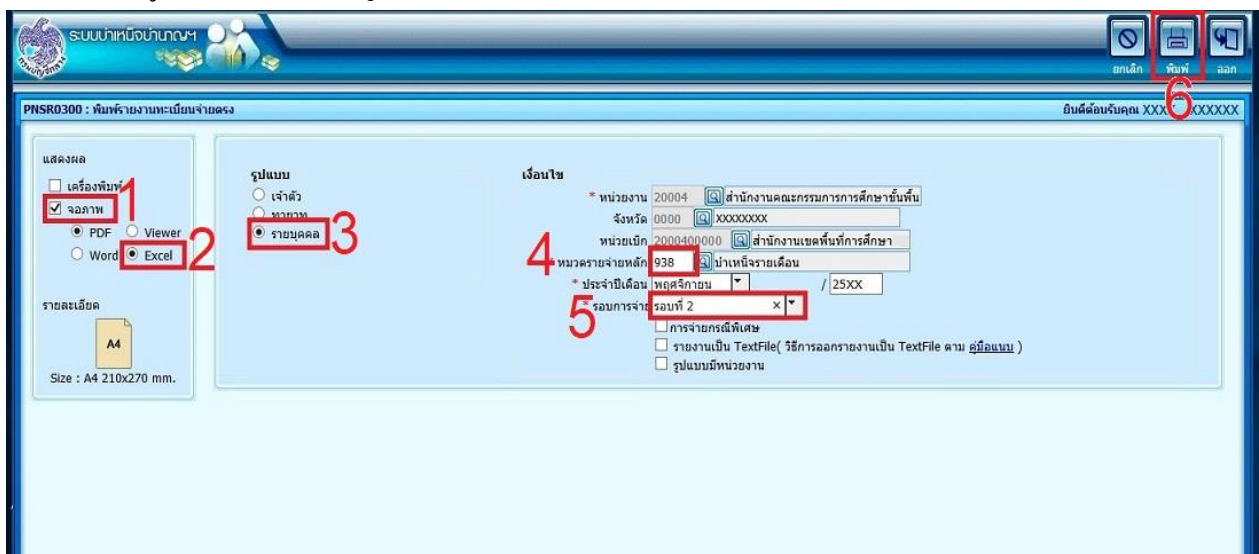 ระบบบำเหน็จบำนาญฯ
กรมบัญชีกลาง
ยกเลิก พิมพ์ ออก
6
PNSR0300 : พิมพ์รายงานทะเบียนจ่ายตรง
ยินดีต้อนรับคุณ XXX XXXXXX
แสดงผล
เครื่องพิมพ์
จอภาพ
1
PDF Viewer
Word Excel
2
รายละเอียด
A4
Size : A4 210x270 mm.
รูปแบบ
เจ้าตัว
ทายาท
รายบุคคล
3
เงื่อนไข
* หน่วยงาน 20004 สำนักงานคณะกรรมการการศึกษาขั้นพื้น
จังหวัด 0000 XXXXXXXX
หน่วยเบิก 2000400000 สำนักงานเขตพื้นที่การศึกษา
4 หมวดรายจ่ายหลัก 938 บำเหน็จรายเดือน
* ประจำปีเดือน พฤศจิกายน / 25XX
5 * รอบการจ่าย รอบที่ 2 ×
การจ่ายกรณีพิเศษ
รายงานเป็น TextFile( วิธีการออกรายงานเป็น TextFile ตาม คู่มือแนบ )
รูปแบบมีหน่วยงาน